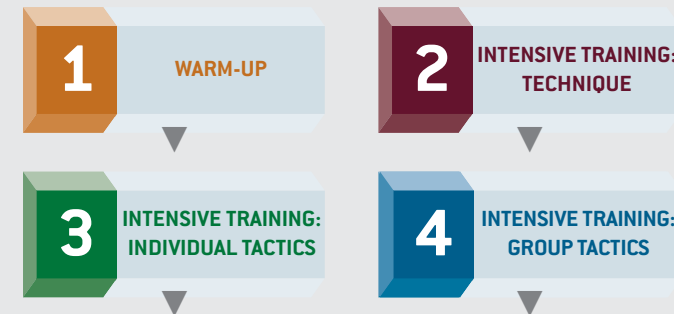 1
WARM-UP
2
INTENSIVE TRAINING:
TECHNIQUE
3
INTENSIVE TRAINING:
INDIVIDUAL TACTICS
4
INTENSIVE TRAINING:
GROUP TACTICS